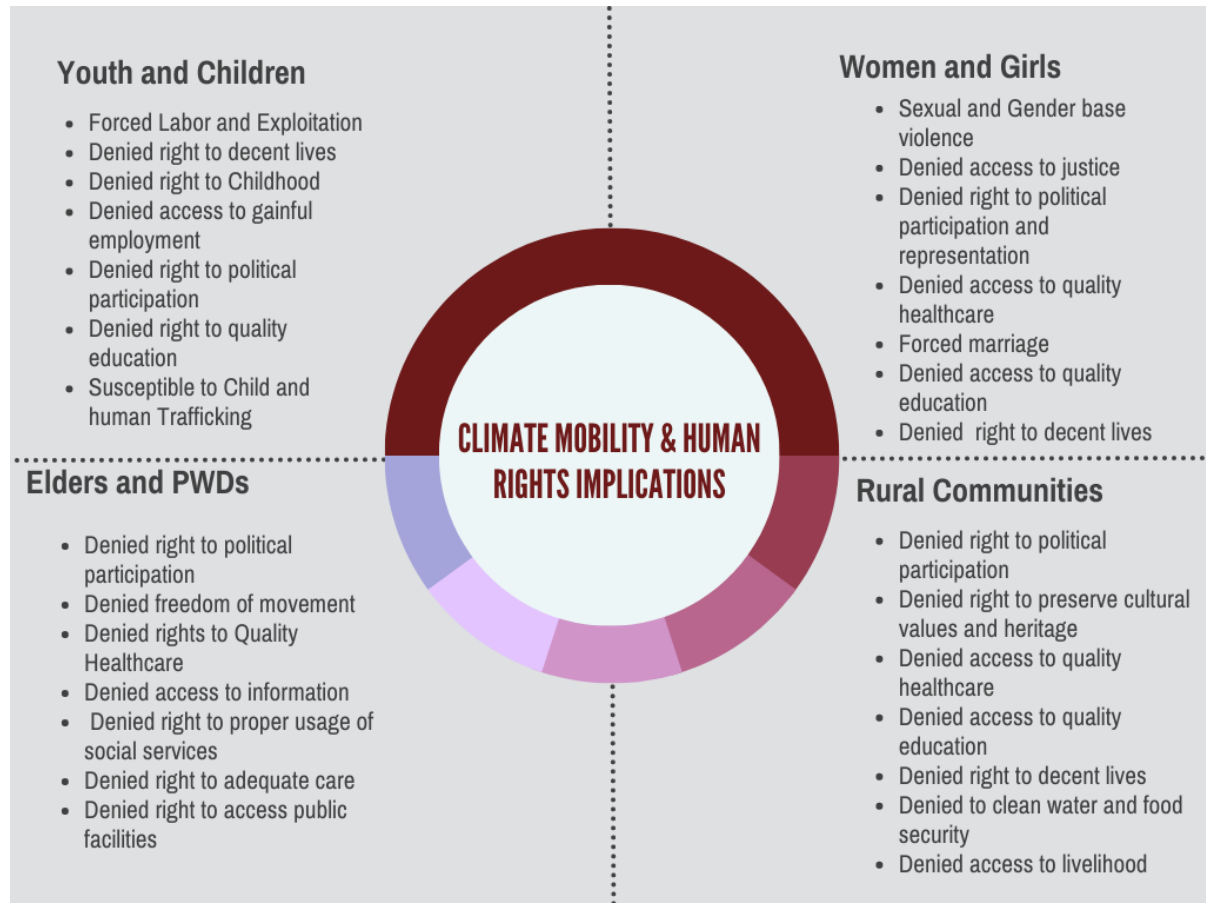 Youth and Children
• Forced Labor and Exploitation
• Denied right to decent lives
• Denied right to Childhood
• Denied access to gainful
employment
• Denied right to political
participation
• Denied right to quality
education
• Susceptible to Child and
human Trafficking
Women and Girls
• Sexual and Gender base
violence
• Denied access to justice
• Denied right to political
participation and
representation
• Denied access to quality
healthcare
• Forced marriage
• Denied access to quality
education
• Denied right to decent lives
CLIMATE MOBILITY & HUMAN
RIGHTS IMPLICATIONS
Elders and PWDs
• Denied right to political
participation
• Denied freedom of movement
• Denied rights to Quality
Healthcare
• Denied access to information
• Denied right to proper usage of
social services
• Denied right to adequate care
• Denied right to access public
facilities
Rural Communities
• Denied right to political
participation
• Denied right to preserve cultural
values and heritage
• Denied access to quality
healthcare
• Denied access to quality
education
• Denied right to decent lives
• Denied to clean water and food
security
• Denied access to livelihood